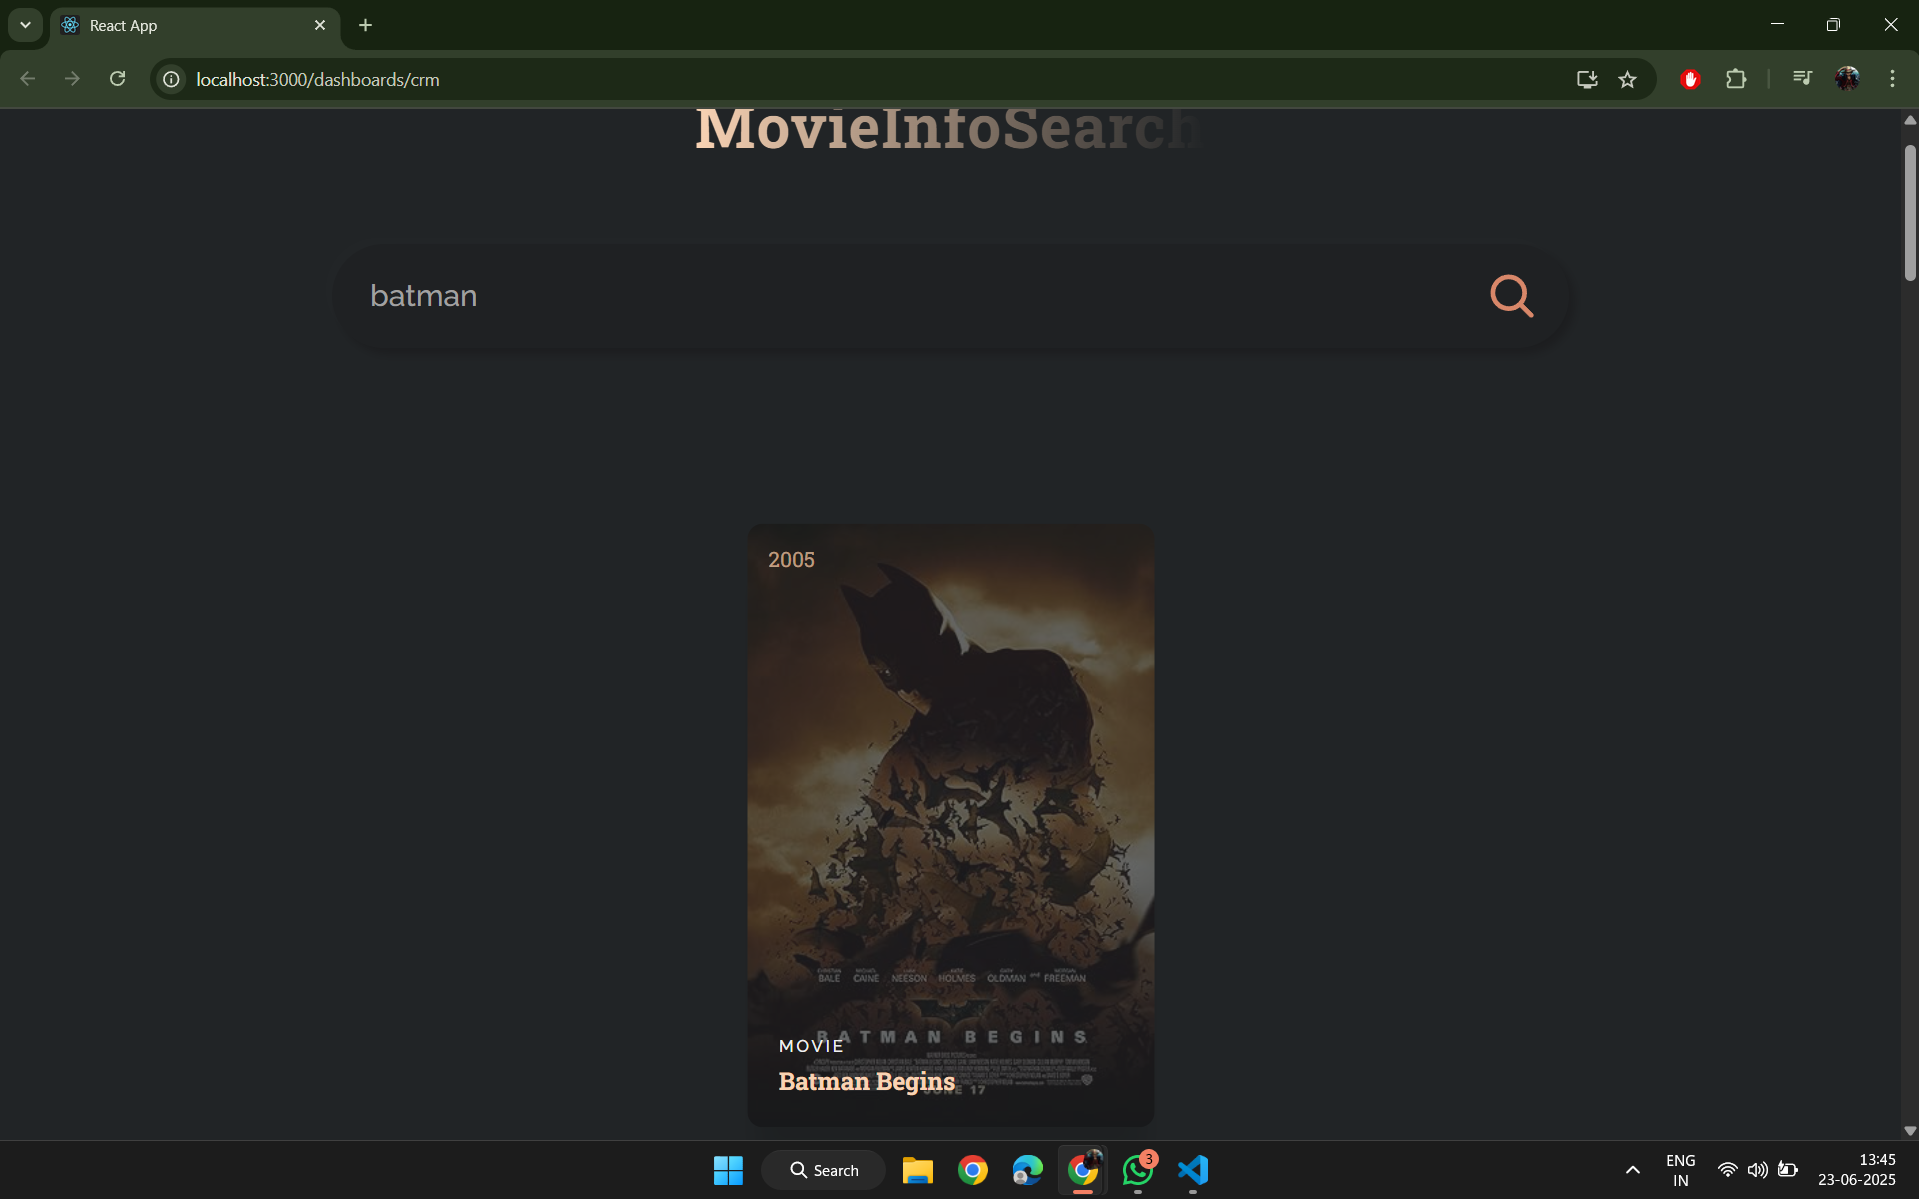 React App
localhost:3000/dashboards/crm
MovieInfoSearch
batman
2005
BALE CAINE NEESON HOLMES OLDMAN and FREEMAN
BATMAN BEGINS
MOVIE
Batman Begins
JUNE 17
Search
3
ENG
IN
13:45
23-06-2025